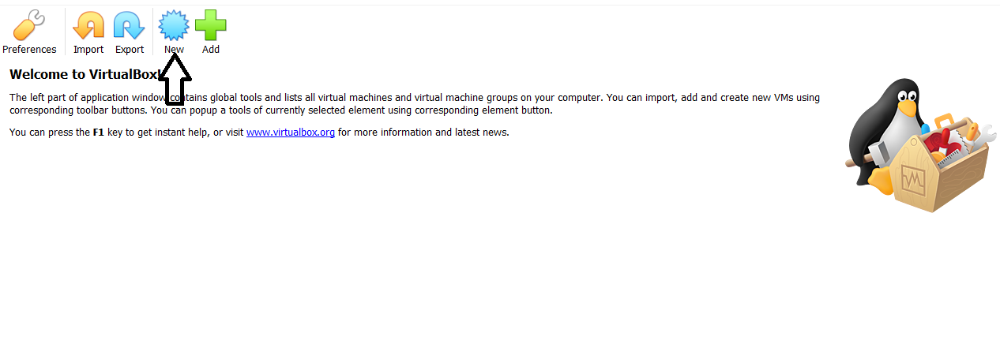 Preferences Import Export New Add
Welcome to VirtualBox!
The left part of application window contains global tools and lists all virtual machines and virtual machine groups on your computer. You can import, add and create new VMs using
corresponding toolbar buttons. You can popup a tools of currently selected element using corresponding element button.
You can press the F1 key to get instant help, or visit www.virtualbox.org for more information and latest news.